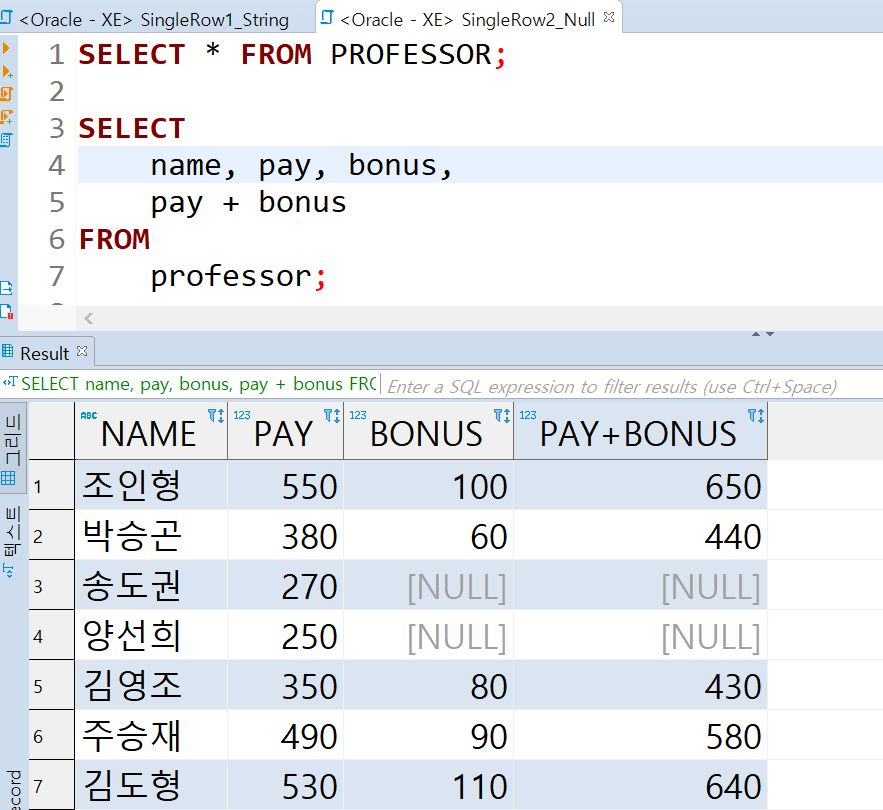 <Oracle - XE> SingleRow1_String
<Oracle - XE> SingleRow2_Null
1 SELECT * FROM PROFESSOR;
2
3 SELECT
4 name, pay, bonus,
5 pay + bonus
6 FROM
7 professor;
Result
SELECT name, pay, bonus, pay + bonus FRO
Enter a SQL expression to filter results (use Ctrl+Space)
그리드
텍스트
ecord
ABC NAME 123 PAY 123 BONUS 123 PAY+BONUS
1 조인형 550 100 650
2 박승곤 380 60 440
3 송도권 270 [NULL] [NULL]
4 양선희 250 [NULL] [NULL]
5 김영조 350 80 430
6 주승재 490 90 580
7 김도형 530 110 640